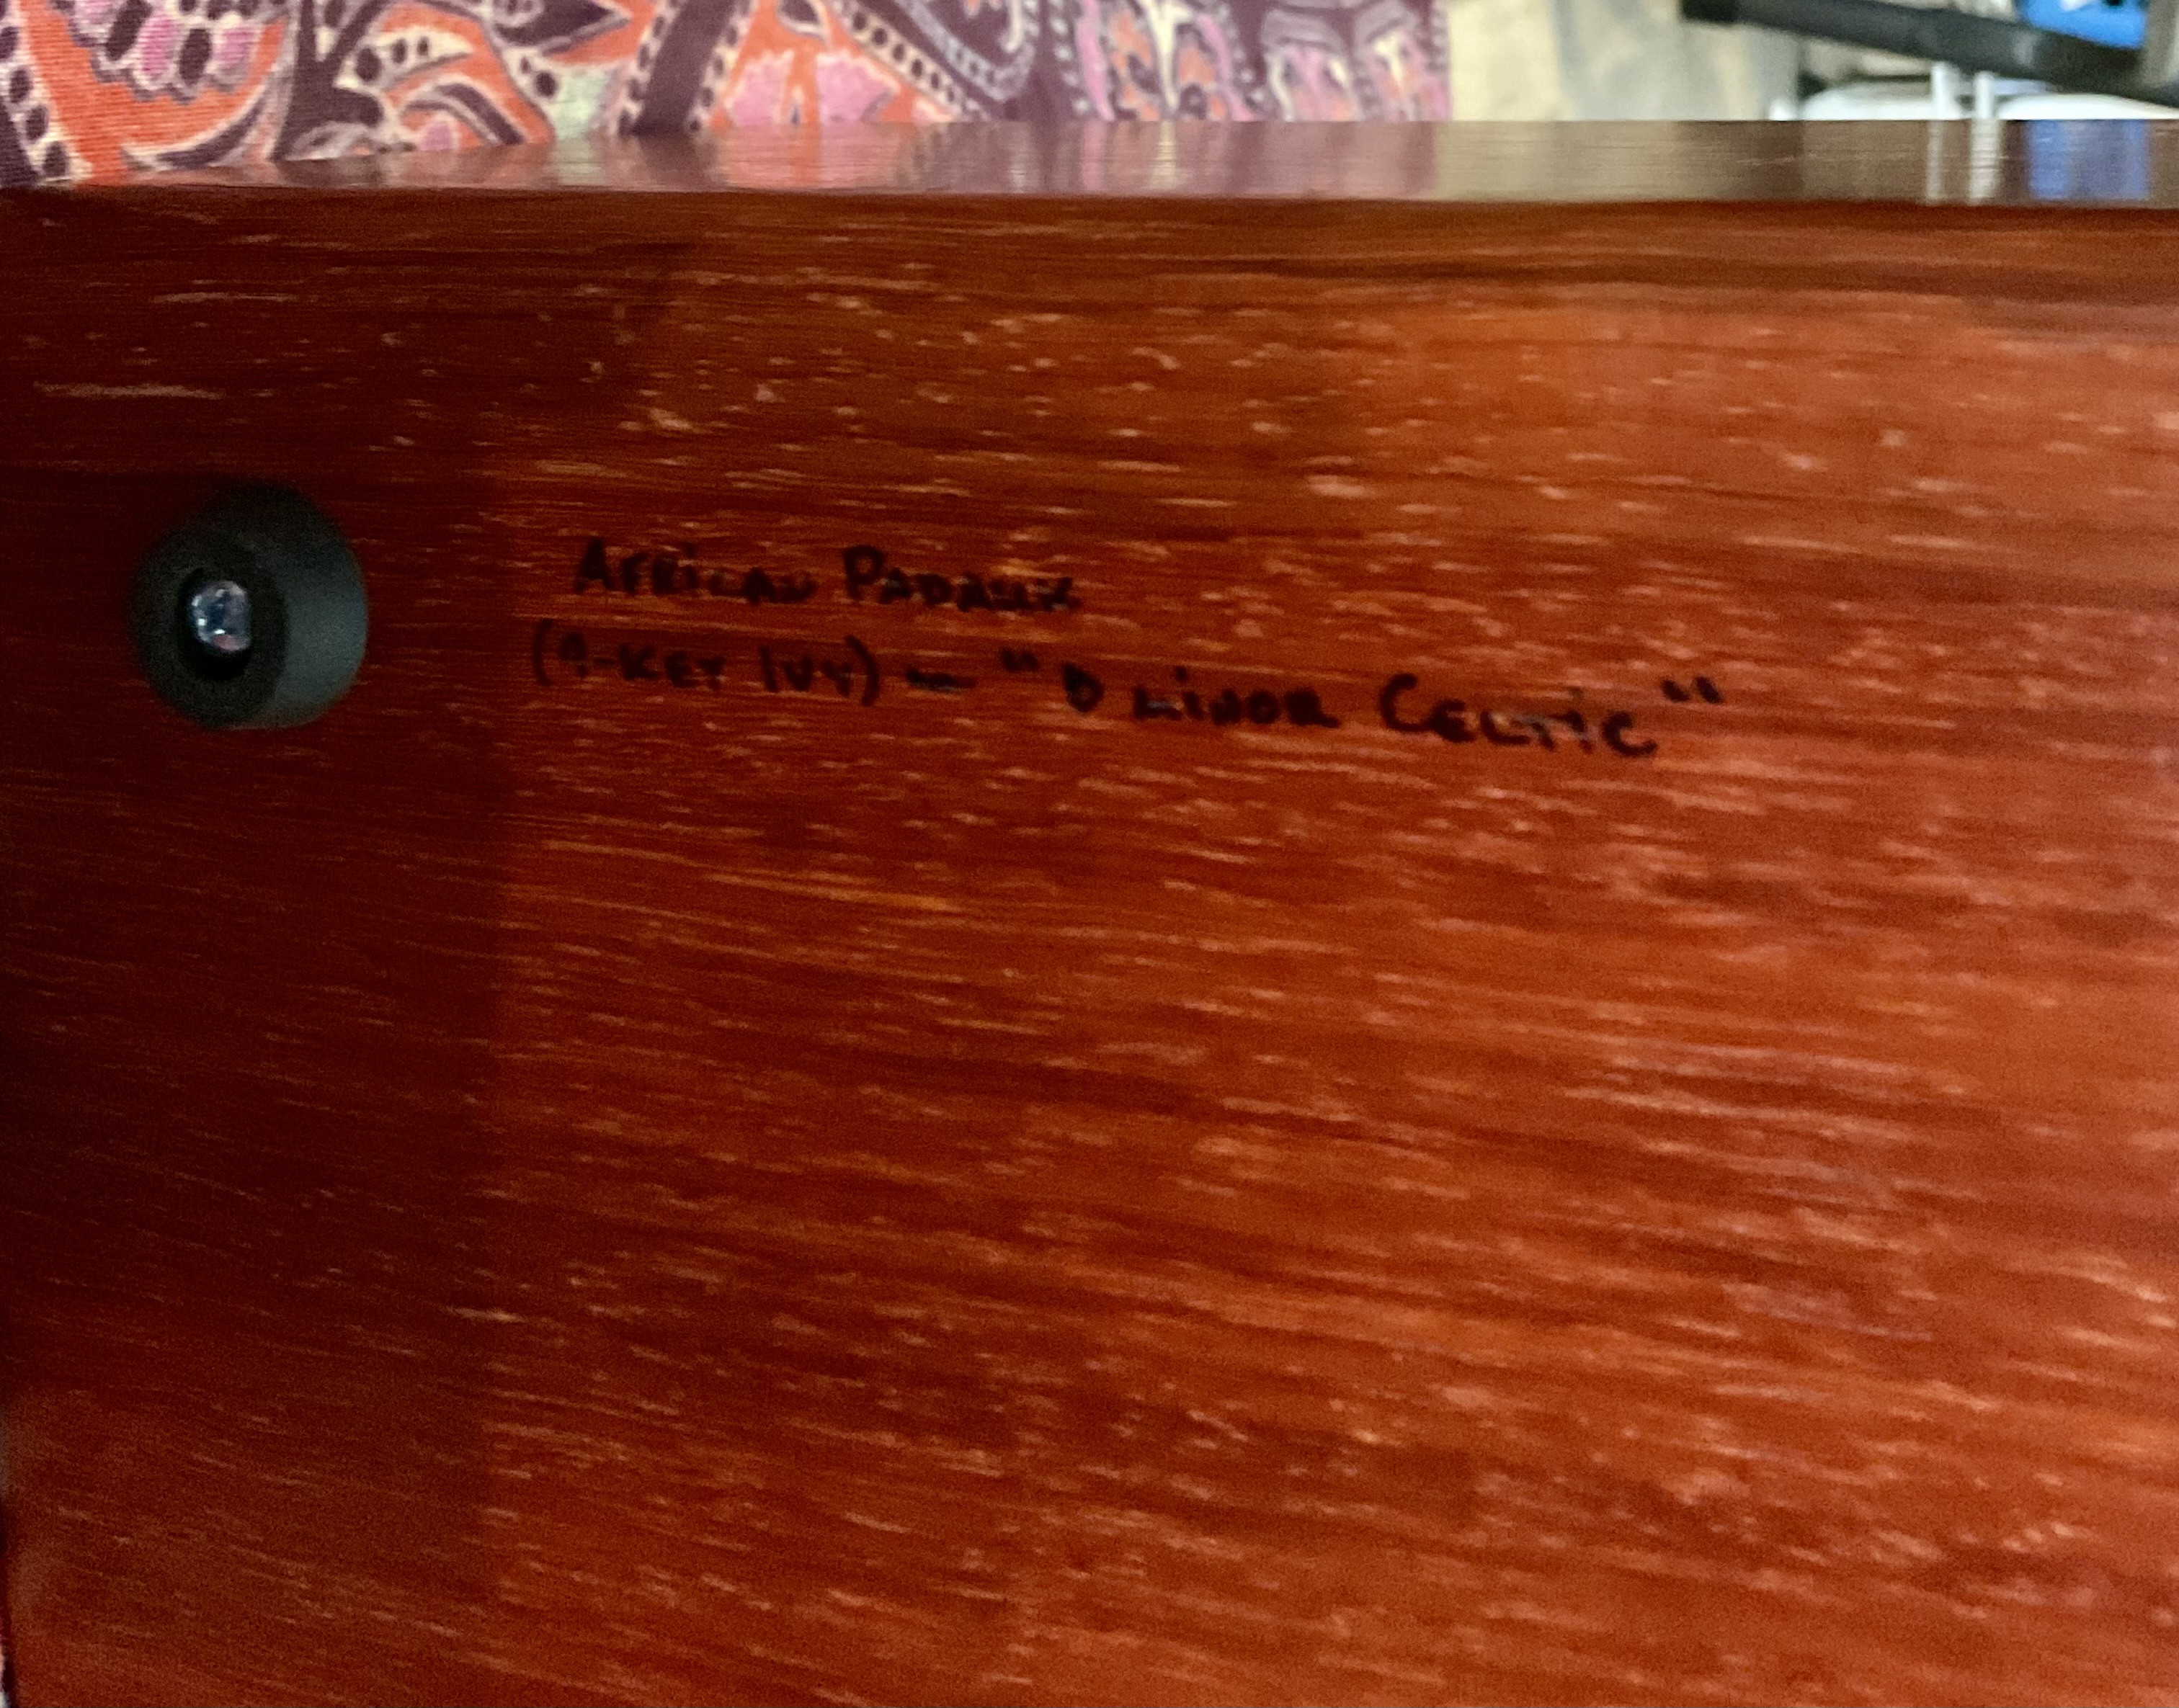 AFRICAN PADAUK
(9-KEY IVY) – "D MINOR CELTIC"